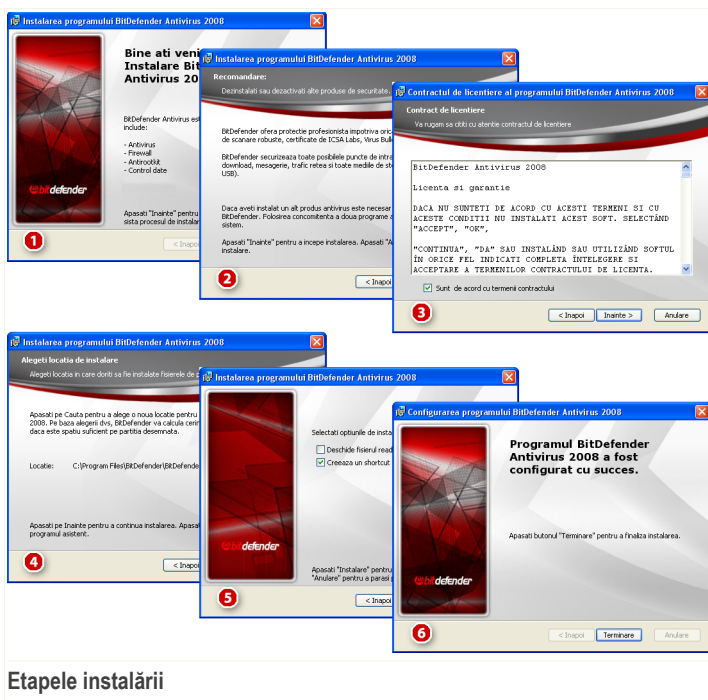 Instalarea programului BitDefender Antivirus 2008
Bine ati veni
Instalare Bit
Antivirus 20
BitDefender Antivirus est
include:
- Antivirus
- Firewall
- Antirootkit
- Control date
bitdefender
Apasati "Inainte" pentru
sista procesul de instalar
< Inapoi
1
Instalarea programului BitDefender Antivirus 2008
Recomandare:
Dezinstalati sau dezactivati alte produse de securitate.
BitDefender ofera protectie profesionista impotriva oric
de scanare robuste, certificate de ICSA Labs, Virus Bull
BitDefender securizeaza toate posibilele puncte de intra
download, mesagerie, trafic retea si toate mediile de sto
USB).
Daca aveti instalat un alt produs antivirus este necesar
BitDefender. Folosirea concomitenta a doua programe a
sistem.
Apasati "Inainte" pentru a incepe instalarea. Apasati "A
instalare.
< Inapoi
2
Contractul de licentiere al programului BitDefender Antivirus 2008
Contract de licentiere
Va rugam sa cititi cu atentie contractul de licentiere
BitDefender Antivirus 2008
Licenta si garantie
DACA NU SUNTETI DE ACORD CU ACESTI TERMENI SI CU
ACESTE CONDITII NU INSTALATI ACEST SOFT. SELECTÂND
"ACCEPT", "OK",
"CONTINUA", "DA" SAU INSTALÂND SAU UTILIZÂND SOFTUL
ÎN ORICE FEL INDICATI COMPLETA ÎNTELEGERE SI
ACCEPTARE A TERMENILOR CONTRACTULUI DE LICENTA.
Sunt de acord cu termenii contractului
3
< Inapoi
Inainte >
Anulare
Instalarea programului BitDefender Antivirus 2008
Alegeti locatia de instalare
Alegeti locatia in care doriti sa fie instalate fisierele de p
Apasati pe Cauta pentru a alege o noua locatie pentru
2008. Pe baza alegerii dvs, BitDefender va calcula cerin
daca este spatiu suficient pe partitia desemnata.
Locatie: C:\Program Files\BitDefender\BitDefende
Apasati pe Inainte pentru a continua instalarea. Apasat
programul asistent.
< Inapoi
4
Instalarea programului BitDefender Antivirus 2008
Selectati optiunile de insta
Deschide fisierul read
Creeaza un shortcut
bitdefender
Apasati "Instalare" pentru
"Anulare" pentru a parasi p
< Inapoi
5
Configurarea programului BitDefender Antivirus 2008
Programul BitDefender
Antivirus 2008 a fost
configurat cu succes.
Apasati butonul "Terminare" pentru a finaliza instalarea.
bitdefender
6
< Inapoi
Terminare
Anulare
Etapele instalării